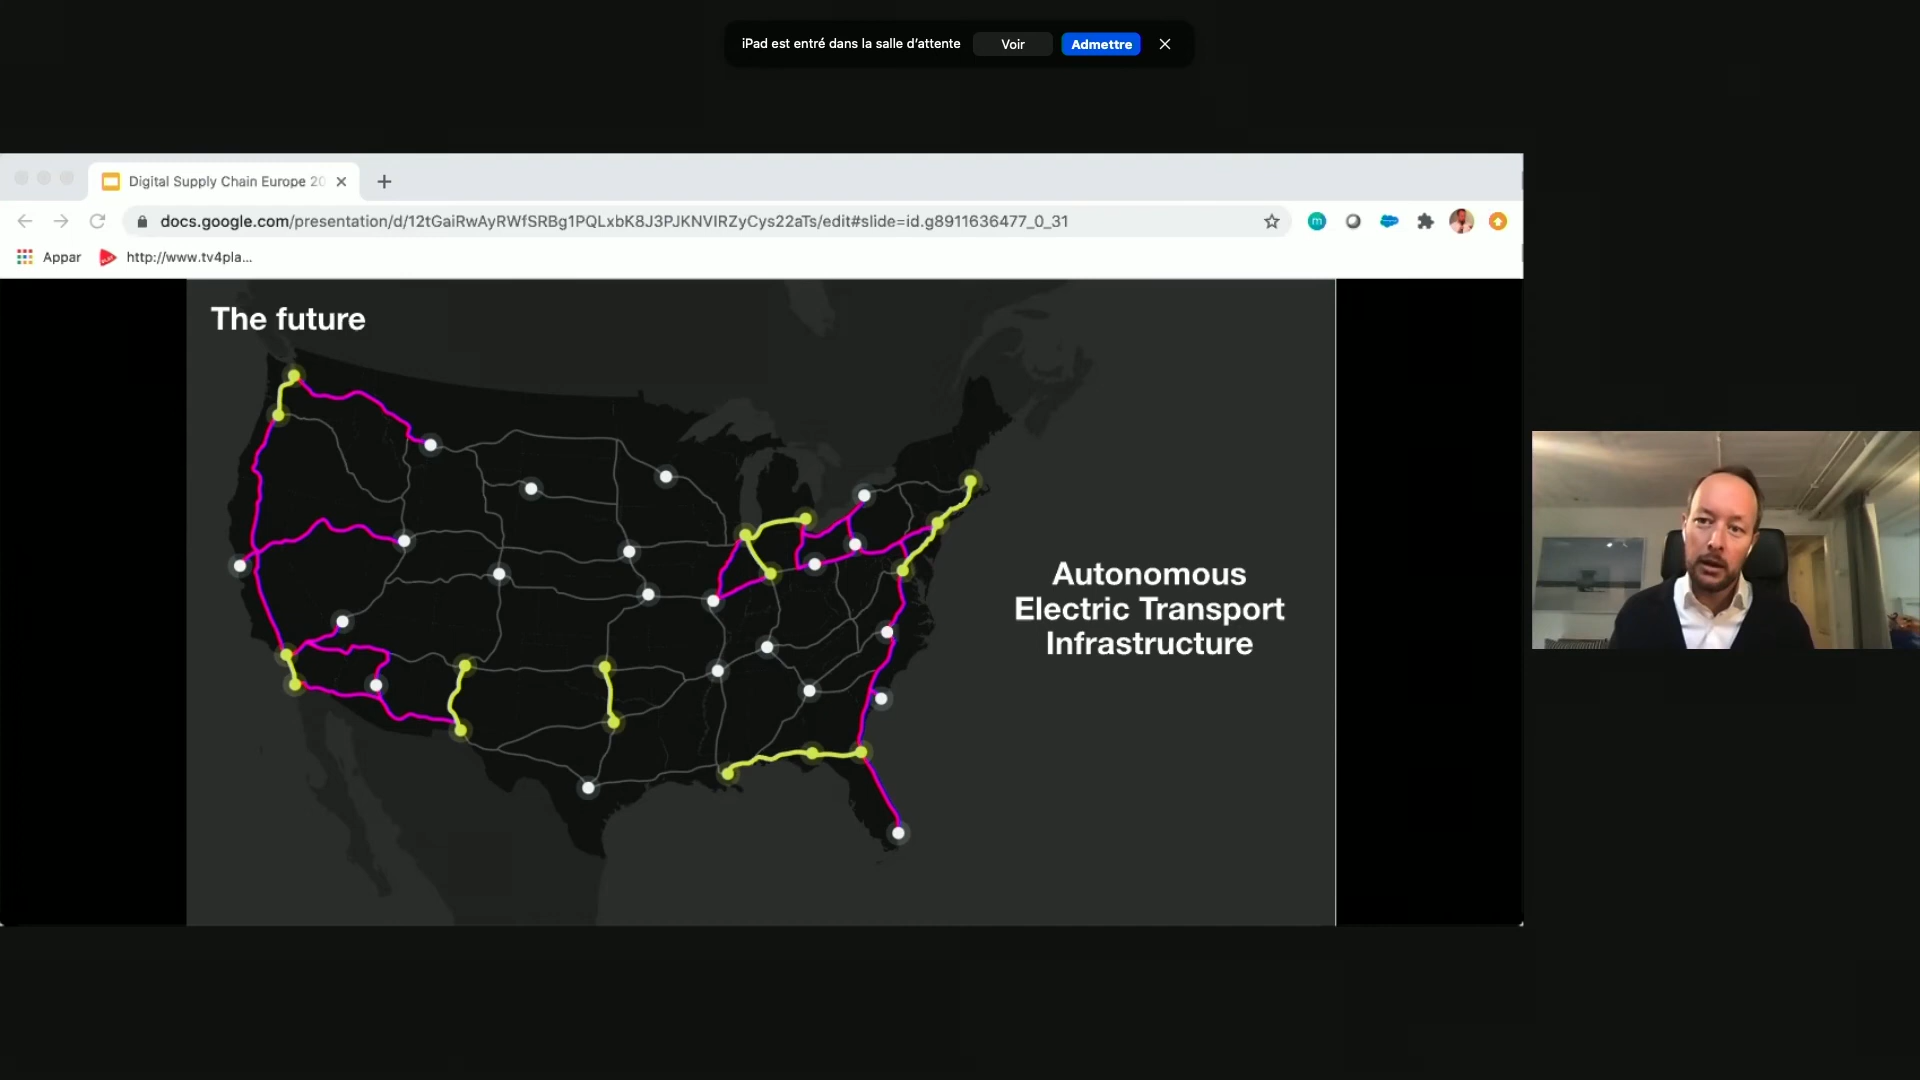 iPad est entré dans la salle d’attente
Voir
Admettre
Digital Supply Chain Europe 20
docs.google.com/presentation/d/12tGaiRwAyRWfSRBg1PQLxbK8J3PJKNVIRZyCys22aTs/edit#slide=id.g8911636477_0_31
Appar
http://www.tv4pla...
The future
Autonomous
Electric Transport
Infrastructure